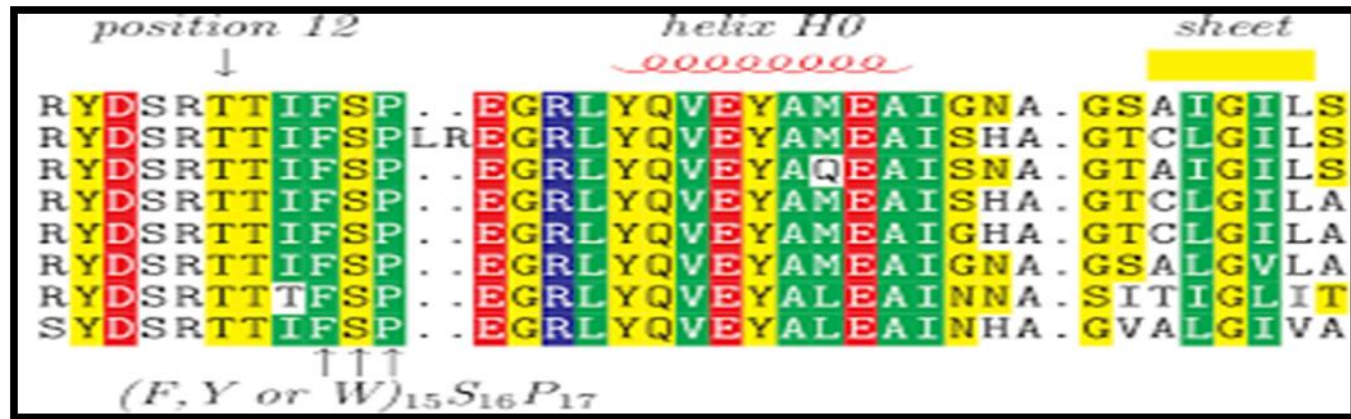 position 12 helix H0 sheet
↓
RYDSRTTIFSP..EGRLYQVEYAMEAIGNA.GSAIGILS
RYDSRTTIFSPLREGRLYQVEYAMEAISHA.GTCLGILS
RYDSRTTIFSP..EGRLYQVEYAQEAISNA.GTAIGILS
RYDSRTTIFSP..EGRLYQVEYAMEAISHA.GTCLGILA
RYDSRTTIFSP..EGRLYQVEYAMEAIGHA.GTCLGILA
RYDSRTTIFSP..EGRLYQVEYAMEAIGNA.GSALGVLA
RYDSRTTTFSP..EGRLYQVEYALEAINNA.SITIGLIT
SYDSRTTIFSP..EGRLYQVEYALEAINHA.GVALGIVA
↑↑↑
(F, Y or W)₁₅S₁₆P₁₇